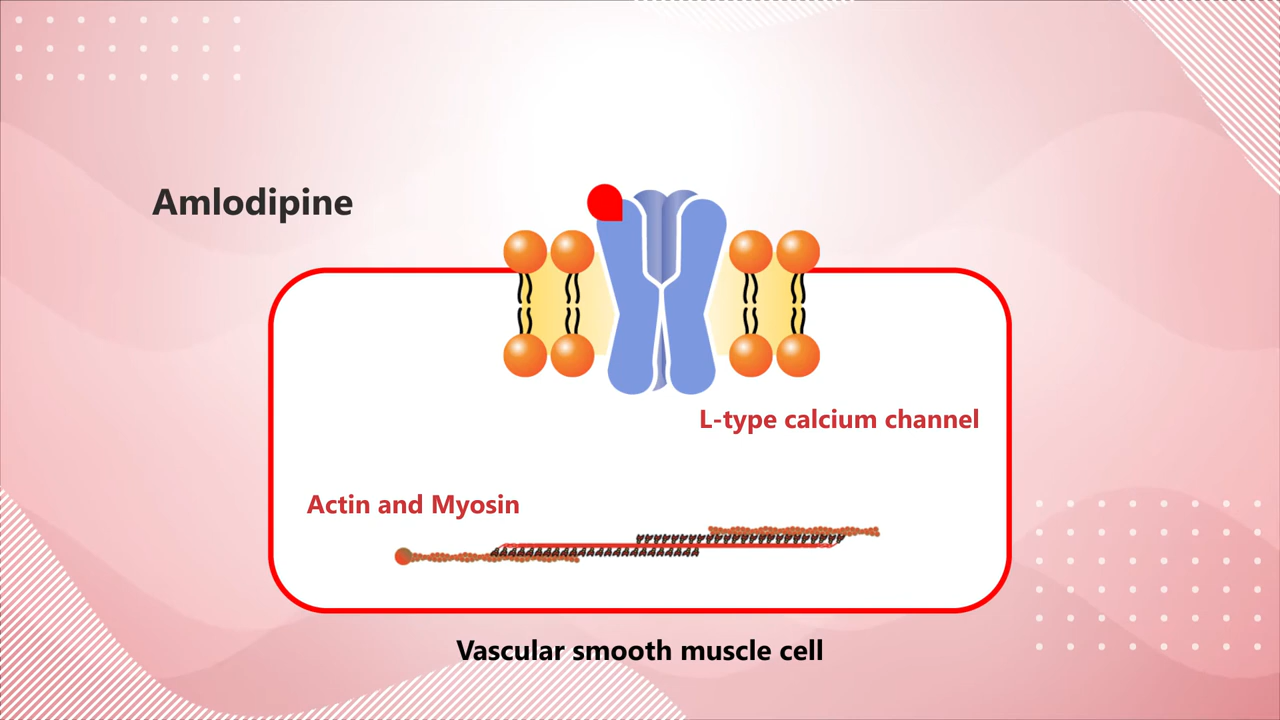 Amlodipine
L-type calcium channel
Actin and Myosin
Vascular smooth muscle cell